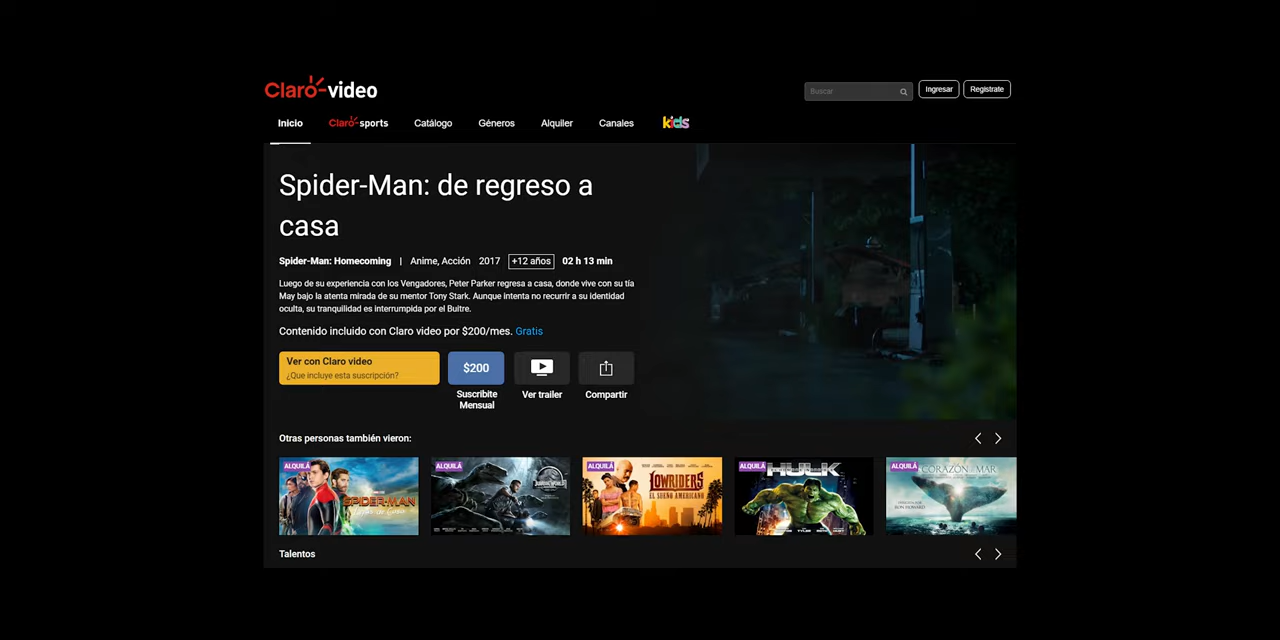 Claro-video
Buscar
Ingresar
Registrate
Inicio
Claro-sports
Catálogo
Géneros
Alquiler
Canales
kids
Spider-Man: de regreso a
casa
Spider-Man: Homecoming | Anime, Acción 2017 +12 años 02 h 13 min
Luego de su experiencia con los Vengadores, Peter Parker regresa a casa, donde vive con su tía
May bajo la atenta mirada de su mentor Tony Stark. Aunque intenta no recurrir a su identidad
oculta, su tranquilidad es interrumpida por el Buitre.
Contenido incluido con Claro video por $200/mes. Gratis
Ver con Claro video
¿Que incluye esta suscripción?
$200
Suscribite
Mensual
Ver trailer
Compartir
Otras personas también vieron:
ALQUILÁ
SPIDER-MAN
ALQUILÁ
JURASSIC WORLD
ALQUILÁ
LOWRIDERS
EL SUEÑO AMERICANO
ALQUILÁ
HULK
ALQUILÁ
CORAZÓN MAR
RON HOWARD
Talentos